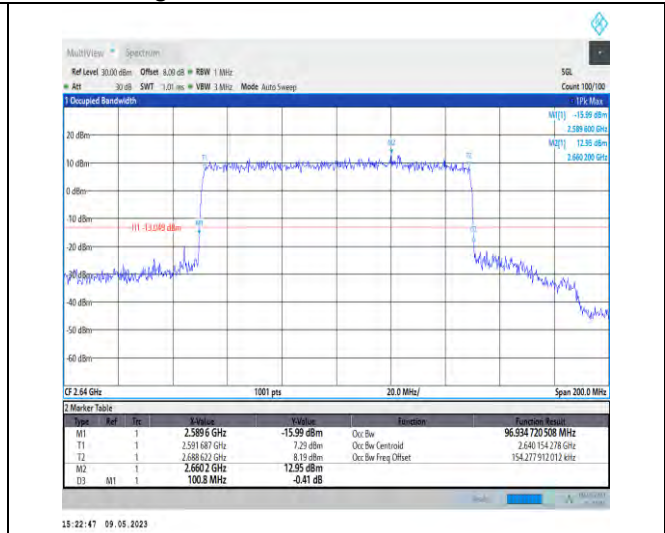 MultiView Spectrum
Ref Level 30.00 dBm Offset 8.00 dB RBW 1 MHz SGL
Att 30 dB SWT 1.01 ms VBW 3 MHz Mode Auto Sweep Count 100/100
1 Occupied Bandwidth 1Pk Max
M1[1] -15.99 dBm
2.589 600 GHz
M2[1] 12.95 dBm
2.660 200 GHz
20 dBm
M2
T1
T2
10 dBm
0 dBm
-10 dBm
M1
H1 -13.049 dBm
-20 dBm
-30 dBm
-40 dBm
-50 dBm
-60 dBm
CF 2.64 GHz 1001 pts 20.0 MHz/ Span 200.0 MHz
2 Marker Table
Type Ref Trc X-Value Y-Value Function Function Result
M1 1 2.589 6 GHz -15.99 dBm Occ Bw 96.934 720 508 MHz
T1 1 2.591 687 GHz 7.29 dBm Occ Bw Centroid 2.640 154 278 GHz
T2 1 2.688 622 GHz 8.19 dBm Occ Bw Freq Offset 154.277 912 012 kHz
M2 1 2.660 2 GHz 12.95 dBm
D3 M1 1 100.8 MHz -0.41 dB
15:22:47 09.05.2023